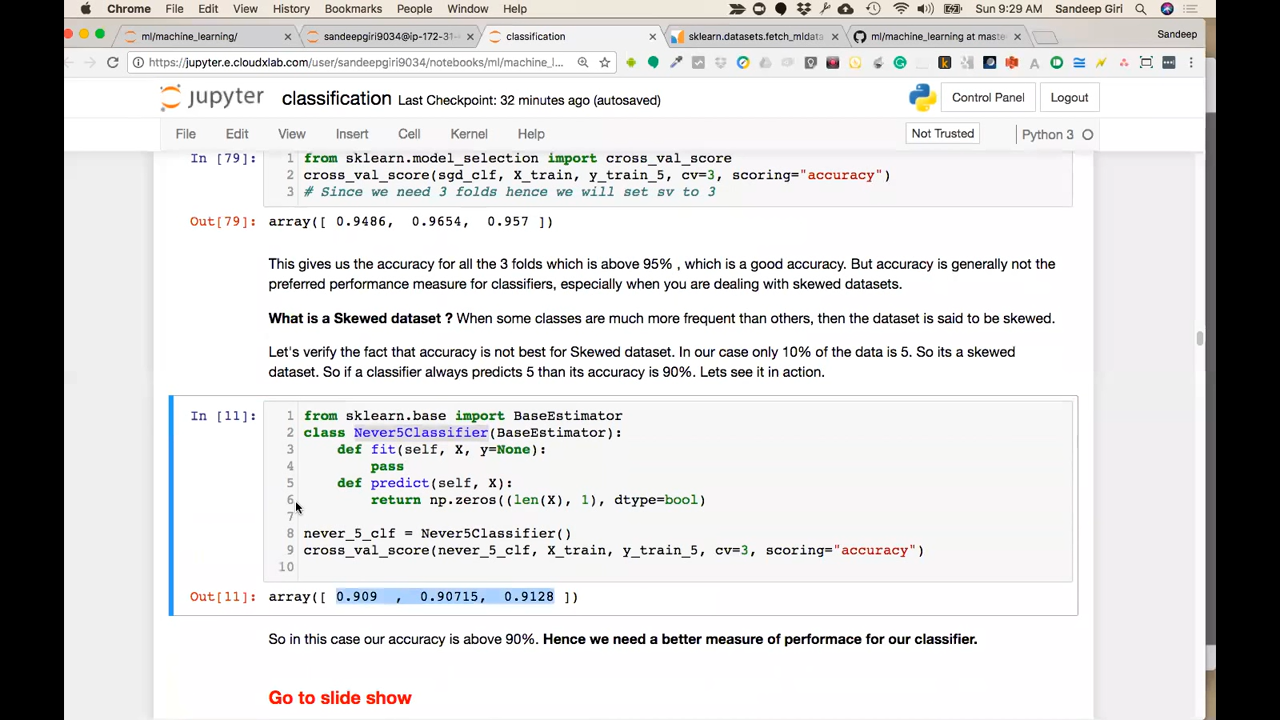 Chrome File Edit View History Bookmarks People Window Help Sun 9:29 AM Sandeep Giri
ml/machine_learning/ sandeepgiri9034@ip-172-31- classification sklearn.datasets.fetch_mldata ml/machine_learning at maste Sandeep
https://jupyter.e.cloudxlab.com/user/sandeepgiri9034/notebooks/ml/machine_l...
jupyter classification Last Checkpoint: 32 minutes ago (autosaved) Control Panel Logout
File Edit View Insert Cell Kernel Help Not Trusted Python 3
In [79]: 1 from sklearn.model_selection import cross_val_score
2 cross_val_score(sgd_clf, X_train, y_train_5, cv=3, scoring="accuracy")
3 # Since we need 3 folds hence we will set sv to 3
Out[79]: array([ 0.9486, 0.9654, 0.957 ])
This gives us the accuracy for all the 3 folds which is above 95% , which is a good accuracy. But accuracy is generally not the
preferred performance measure for classifiers, especially when you are dealing with skewed datasets.
What is a Skewed dataset ? When some classes are much more frequent than others, then the dataset is said to be skewed.
Let's verify the fact that accuracy is not best for Skewed dataset. In our case only 10% of the data is 5. So its a skewed
dataset. So if a classifier always predicts 5 than its accuracy is 90%. Lets see it in action.
In [11]: 1 from sklearn.base import BaseEstimator
2 class Never5Classifier(BaseEstimator):
3 def fit(self, X, y=None):
4 pass
5 def predict(self, X):
6 return np.zeros((len(X), 1), dtype=bool)
7
8 never_5_clf = Never5Classifier()
9 cross_val_score(never_5_clf, X_train, y_train_5, cv=3, scoring="accuracy")
10
Out[11]: array([ 0.909 , 0.90715, 0.9128 ])
So in this case our accuracy is above 90%. Hence we need a better measure of performace for our classifier.
Go to slide show